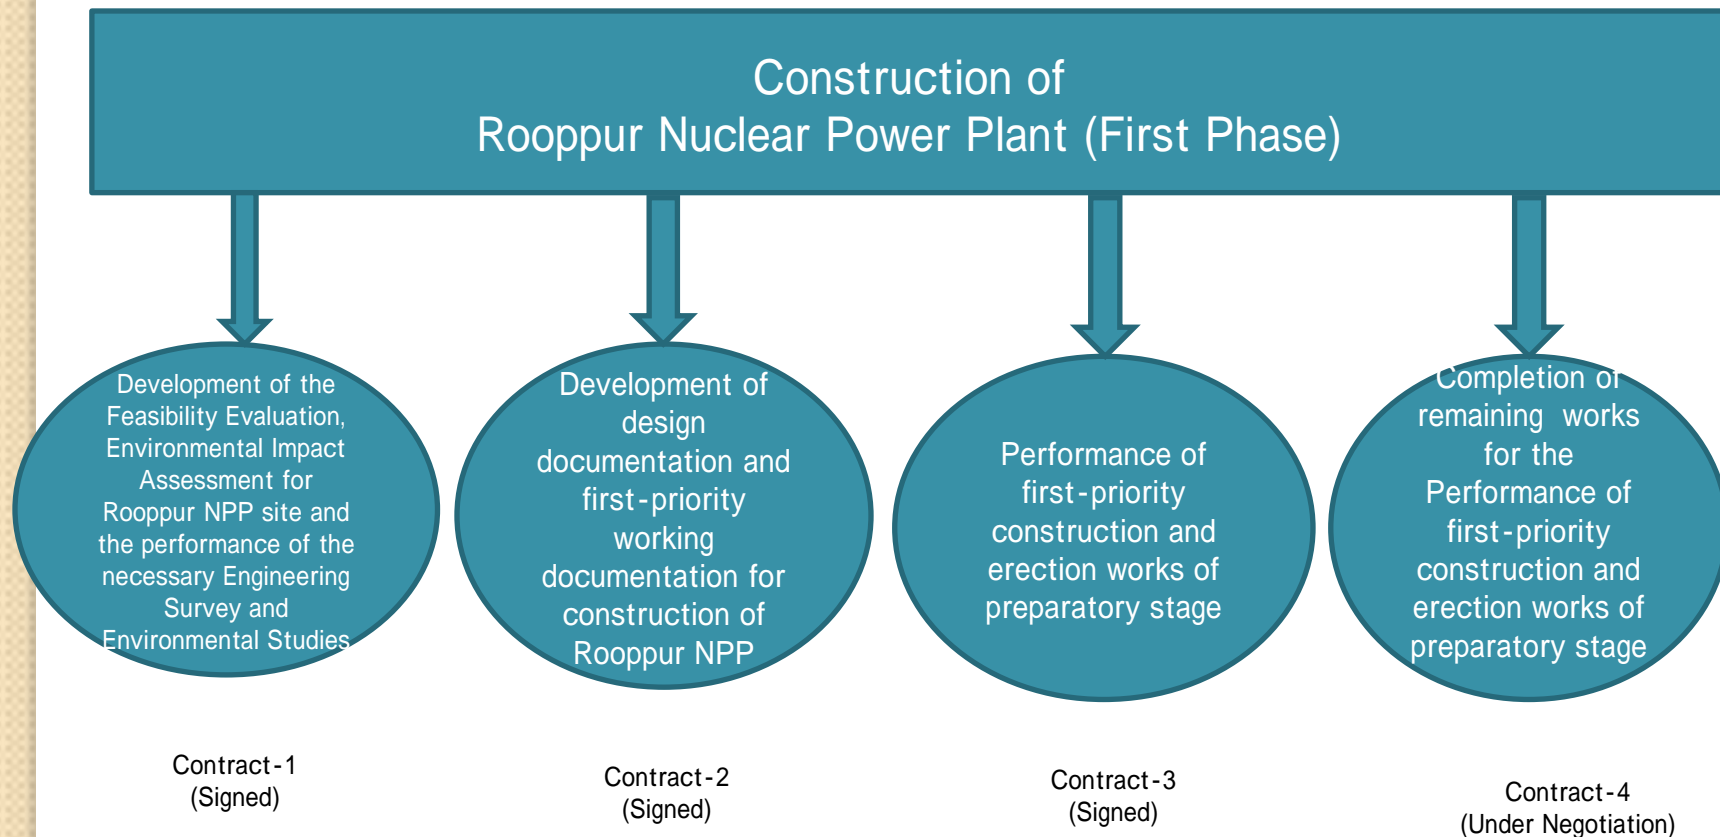 Construction of
Rooppur Nuclear Power Plant (First Phase)
Development of the
Feasibility Evaluation,
Environmental Impact
Assessment for
Rooppur NPP site and
the performance of the
necessary Engineering
Survey and
Environmental Studies
Development of
design
documentation and
first-priority
working
documentation for
construction of
Rooppur NPP
Performance of
first-priority
construction and
erection works of
preparatory stage
Completion of
remaining works
for the
Performance of
first-priority
construction and
erection works of
preparatory stage
Contract-1
(Signed)
Contract-2
(Signed)
Contract-3
(Signed)
Contract-4
(Under Negotiation)